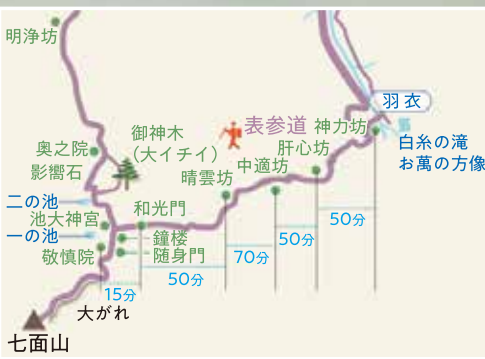 明浄坊
羽衣
御神木
(大イチイ)
表参道
神力坊
白糸の滝
お萬の方像
奥之院
影嚮石
肝心坊
中適坊
晴雲坊
二の池
池大神宮
和光門
一の池
鐘楼
随身門
敬慎院
50分
50分
70分
50分
15分
大がれ
七面山